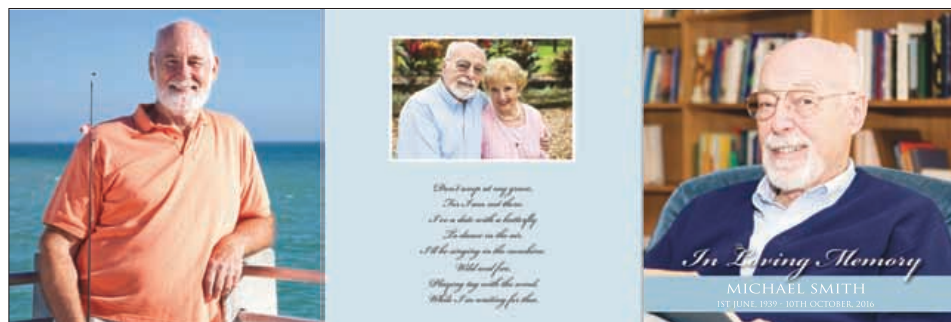 Don't weep at my grave,
For I am not there
I've a date with a butterfly
To dance in the air.
I'll be singing in the sunshine.
Wild and free,
Playing tag with the wind.
While I'm waiting for thee.
In Loving Memory
MICHAEL SMITH
1ST JUNE, 1939 - 10TH OCTOBER, 2016